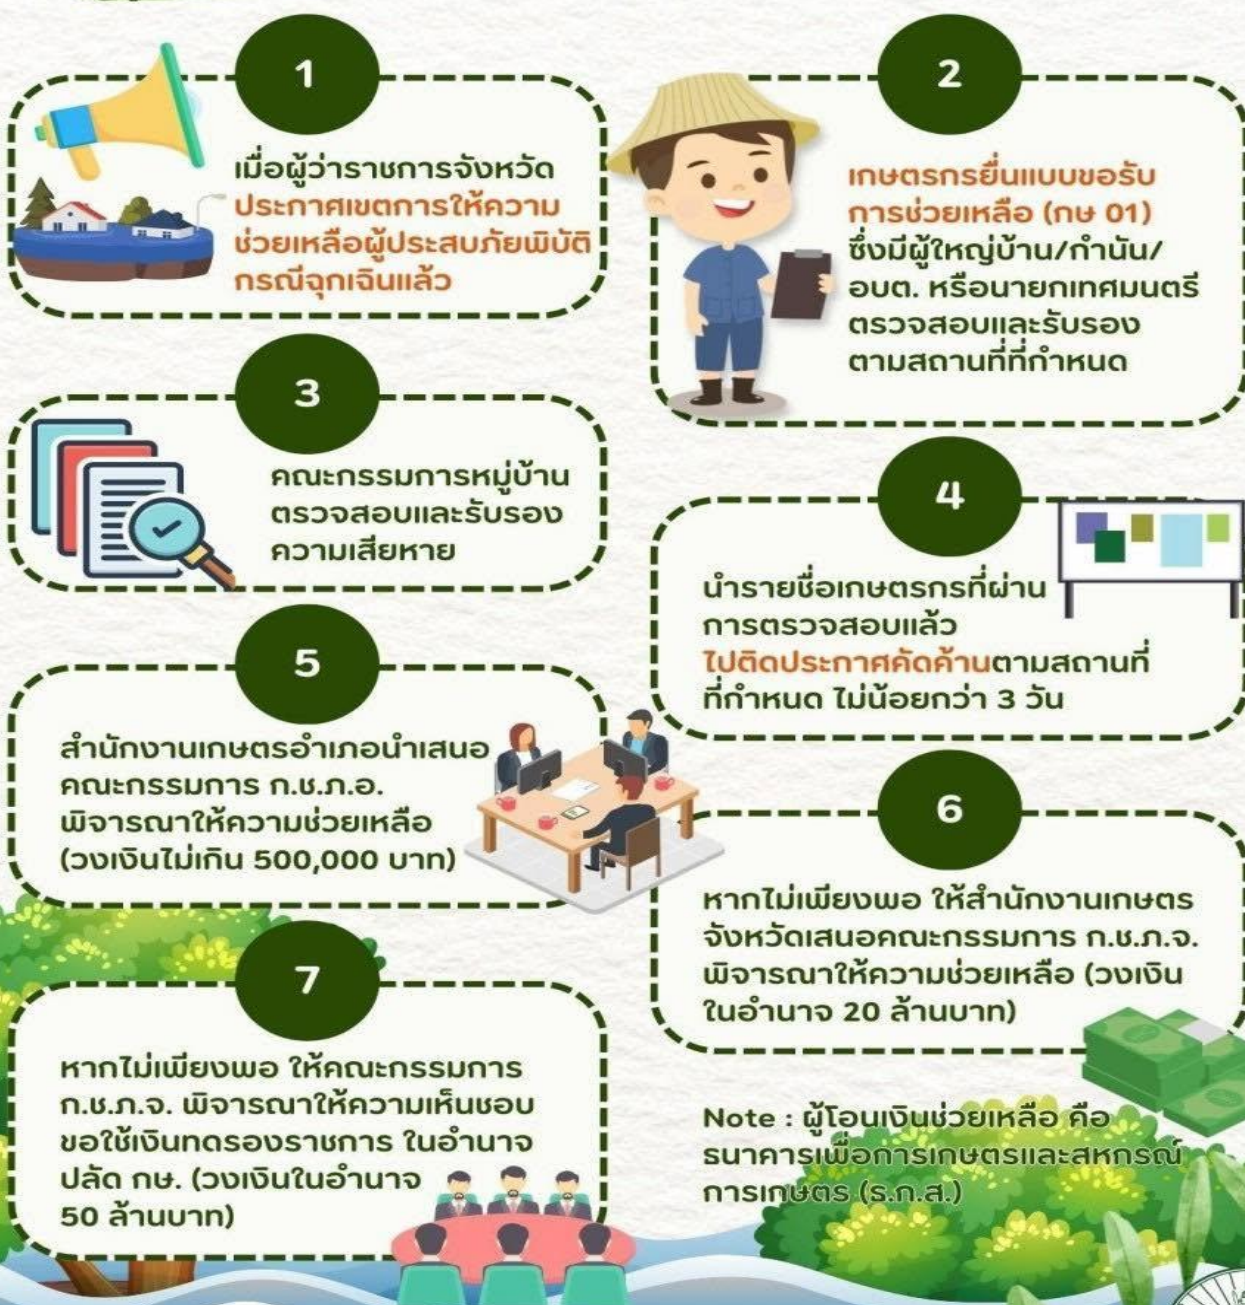 1
เมื่อผู้ว่าราชการจังหวัด
ประกาศเขตการให้ความ
ช่วยเหลือผู้ประสบภัยพิบัติ
กรณีฉุกเฉินแล้ว
2
เกษตรกรยื่นแบบขอรับ
การช่วยเหลือ (กษ 01)
ซึ่งมีผู้ใหญ่บ้าน/กำนัน/
อบต. หรือนายกเทศมนตรี
ตรวจสอบและรับรอง
ตามสถานที่ที่กำหนด
3
คณะกรรมการหมู่บ้าน
ตรวจสอบและรับรอง
ความเสียหาย
4
นำรายชื่อเกษตรกรที่ผ่าน
การตรวจสอบแล้ว
ไปติดประกาศคัดค้านตามสถานที่
ที่กำหนด ไม่น้อยกว่า 3 วัน
5
สำนักงานเกษตรอำเภอนำเสนอ
คณะกรรมการ ก.ช.ภ.อ.
พิจารณาให้ความช่วยเหลือ
(วงเงินไม่เกิน 500,000 บาท)
6
หากไม่เพียงพอ ให้สำนักงานเกษตร
จังหวัดเสนอคณะกรรมการ ก.ช.ภ.จ.
พิจารณาให้ความช่วยเหลือ (วงเงิน
ในอำนาจ 20 ล้านบาท)
7
หากไม่เพียงพอ ให้คณะกรรมการ
ก.ช.ภ.จ. พิจารณาให้ความเห็นชอบ
ขอใช้เงินทดรองราชการ ในอำนาจ
ปลัด กษ. (วงเงินในอำนาจ
50 ล้านบาท)
Note : ผู้โอนเงินช่วยเหลือ คือ
ธนาคารเพื่อการเกษตรและสหกรณ์
การเกษตร (ธ.ก.ส.)